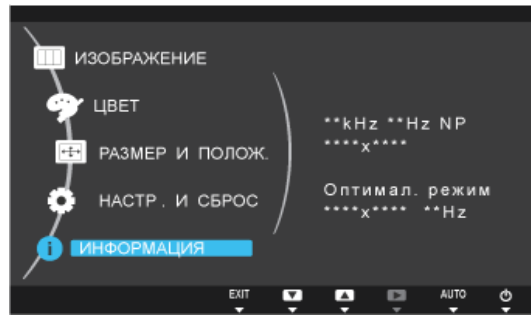 ИЗОБРАЖЕНИЕ
ЦВЕТ
РАЗМЕР И ПОЛОЖ.
НАСТР. И СБРОС
ИНФОРМАЦИЯ
**kHz **Hz NP
****x****
Оптимал. режим
****x**** **Hz
EXIT AUTO